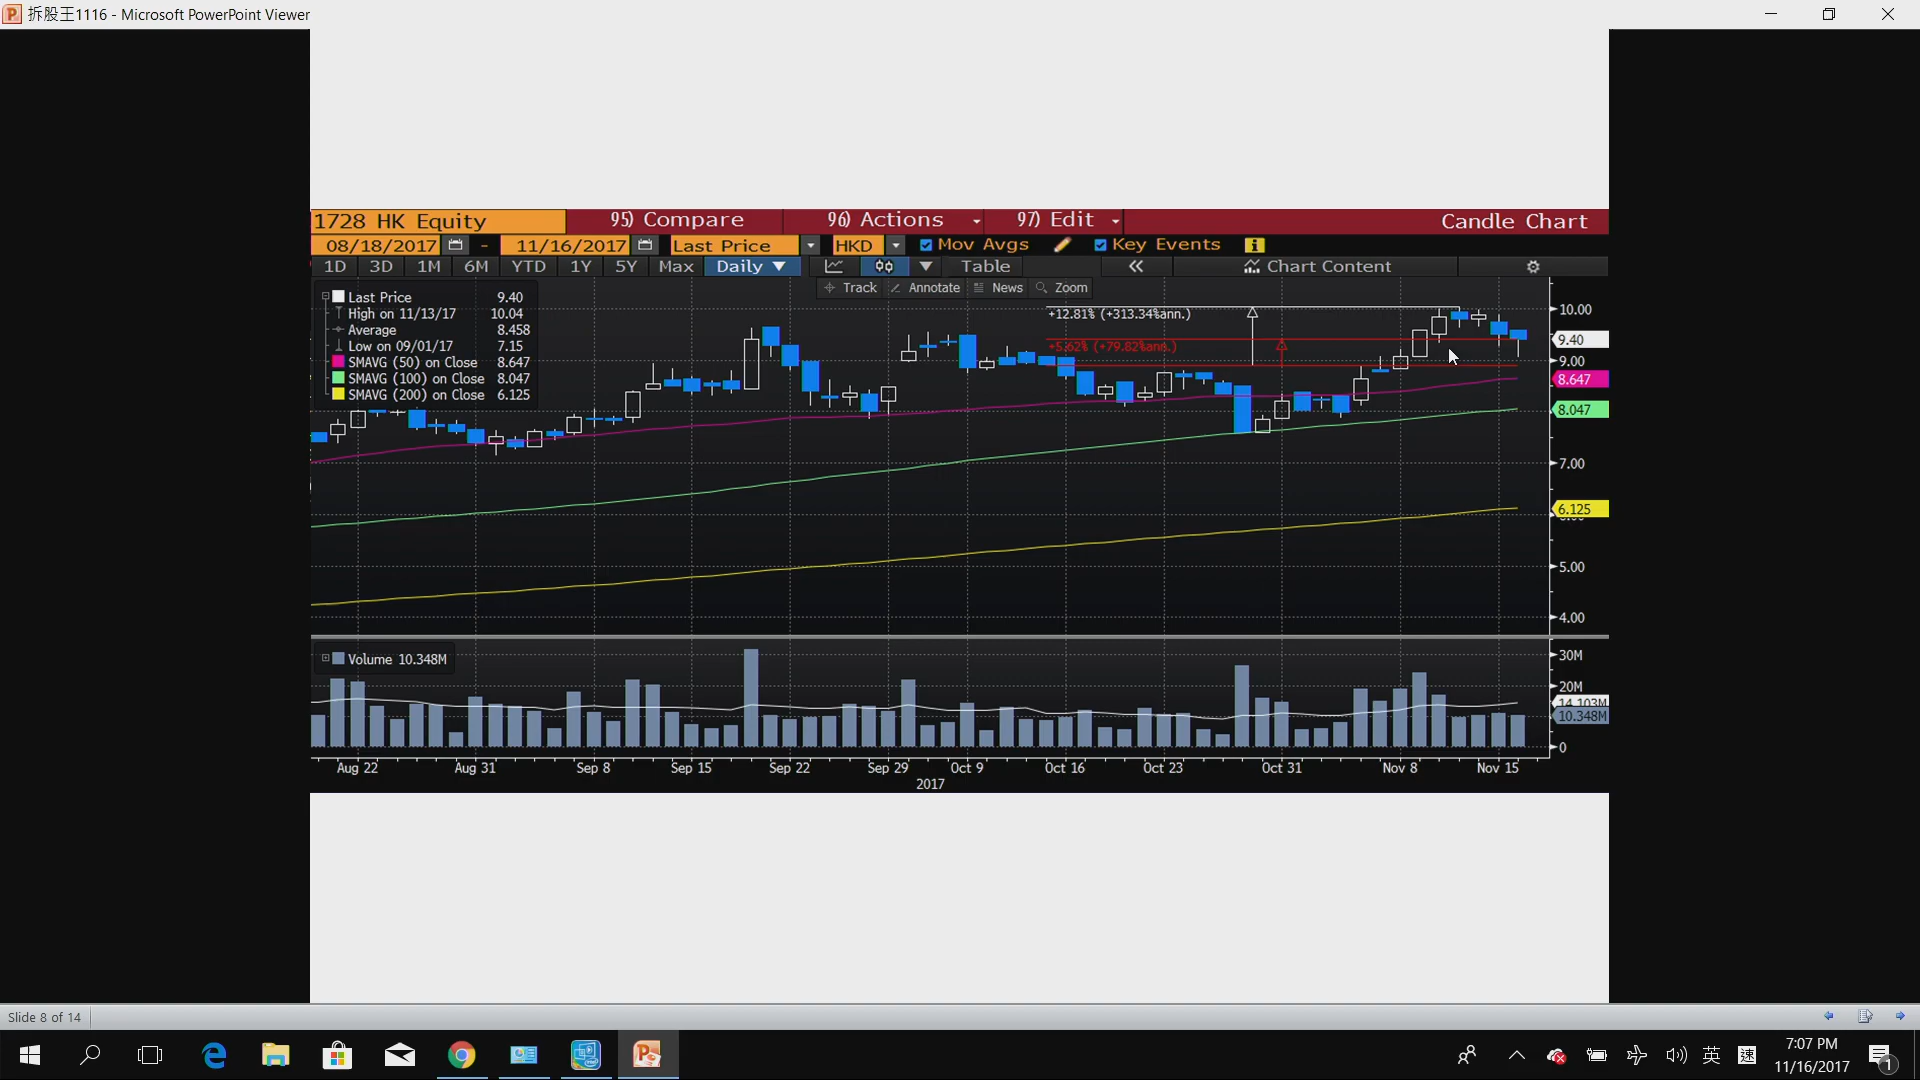 拆股王1116 - Microsoft PowerPoint Viewer
1728 HK Equity 95) Compare 96) Actions 97) Edit Candle Chart
08/18/2017 - 11/16/2017 Last Price HKD Mov Avgs Key Events
1D 3D 1M 6M YTD 1Y 5Y Max Daily ▼ Table « Chart Content
Track Annotate News Zoom
Last Price 9.40
High on 11/13/17 10.04
Average 8.458
Low on 09/01/17 7.15
SMAVG (50) on Close 8.647
SMAVG (100) on Close 8.047
SMAVG (200) on Close 6.125
+12.81% (+313.34%ann.)
+5.62% (+79.82%ann.)
10.00
9.40
9.00
8.647
8.047
7.00
6.125
5.00
4.00
Volume 10.348M
30M
20M
14.103M
10.348M
0
Aug 22 Aug 31 Sep 8 Sep 15 Sep 22 Sep 29 Oct 9 Oct 16 Oct 23 Oct 31 Nov 8 Nov 15
2017
Slide 8 of 14
英 速 7:07 PM
11/16/2017 1